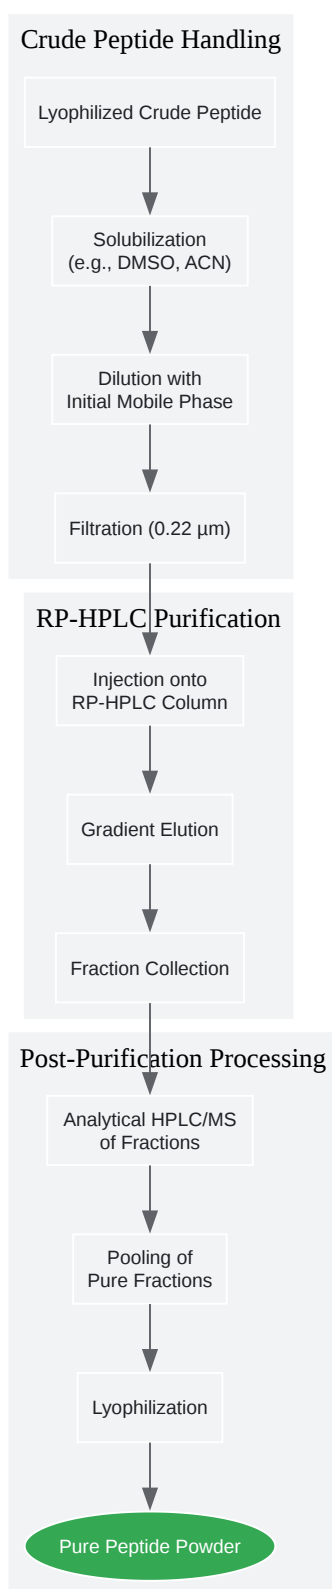 Crude Peptide Handling
Lyophilized Crude Peptide
Solubilization
(e.g., DMSO, ACN)
Dilution with
Initial Mobile Phase
Filtration (0.22 µm)
RP-HPLC Purification
Injection onto
RP-HPLC Column
Gradient Elution
Fraction Collection
Post-Purification Processing
Analytical HPLC/MS
of Fractions
Pooling of
Pure Fractions
Lyophilization
Pure Peptide Powder